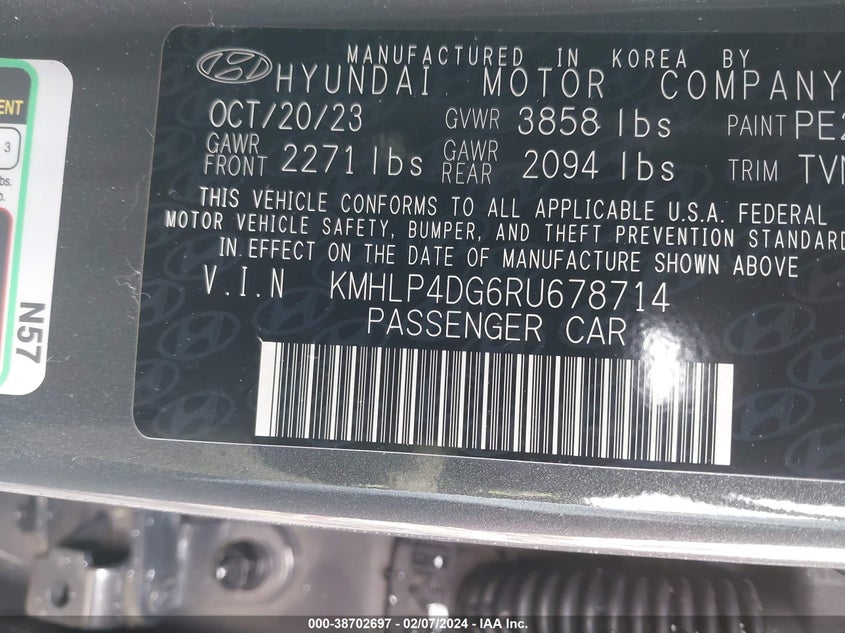 MANUFACTURED IN KOREA BY
HYUNDAI MOTOR COMPANY
OCT/20/23 GVWR 3858 lbs PAINT PE2
GAWR FRONT 2271 lbs GAWR REAR 2094 lbs TRIM
THIS VEHICLE CONFORMS TO ALL APPLICABLE U.S.A. FEDERAL
MOTOR VEHICLE SAFETY, BUMPER, AND THEFT PREVENTION STANDARD
IN EFFECT ON THE DATE OF MANUFACTURE SHOWN ABOVE
V.I.N KMHLP4DG6RU678714
PASSENGER CAR
3
N57
000-38702697 - 02/07/2024 - IAA Inc.